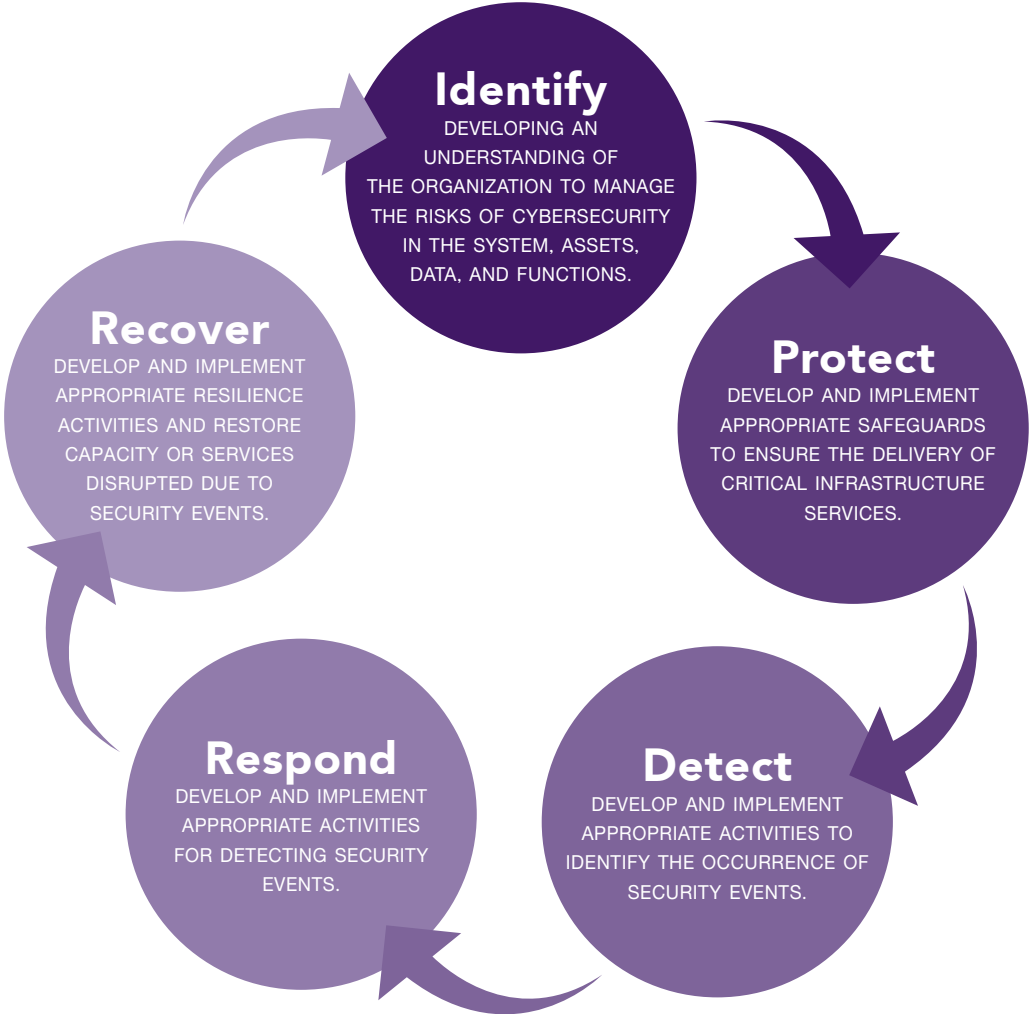 Identify
DEVELOPING AN
UNDERSTANDING OF
THE ORGANIZATION TO MANAGE
THE RISKS OF CYBERSECURITY
IN THE SYSTEM, ASSETS,
DATA, AND FUNCTIONS.
Protect
DEVELOP AND IMPLEMENT
APPROPRIATE SAFEGUARDS
TO ENSURE THE DELIVERY OF
CRITICAL INFRASTRUCTURE
SERVICES.
Detect
DEVELOP AND IMPLEMENT
APPROPRIATE ACTIVITIES TO
IDENTIFY THE OCCURRENCE OF
SECURITY EVENTS.
Respond
DEVELOP AND IMPLEMENT
APPROPRIATE ACTIVITIES
FOR DETECTING SECURITY
EVENTS.
Recover
DEVELOP AND IMPLEMENT
APPROPRIATE RESILIENCE
ACTIVITIES AND RESTORE
CAPACITY OR SERVICES
DISRUPTED DUE TO
SECURITY EVENTS.